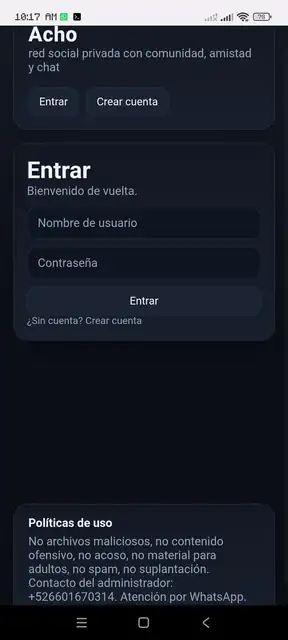 10:17 AM
78
Acho
red social privada con comunidad, amistad
y chat
Entrar
Crear cuenta
Entrar
Bienvenido de vuelta.
Nombre de usuario
Contraseña
Entrar
¿Sin cuenta? Crear cuenta
Políticas de uso
No archivos maliciosos, no contenido
ofensivo, no acoso, no material para
adultos, no spam, no suplantación.
Contacto del administrador:
+526601670314. Atención por WhatsApp.